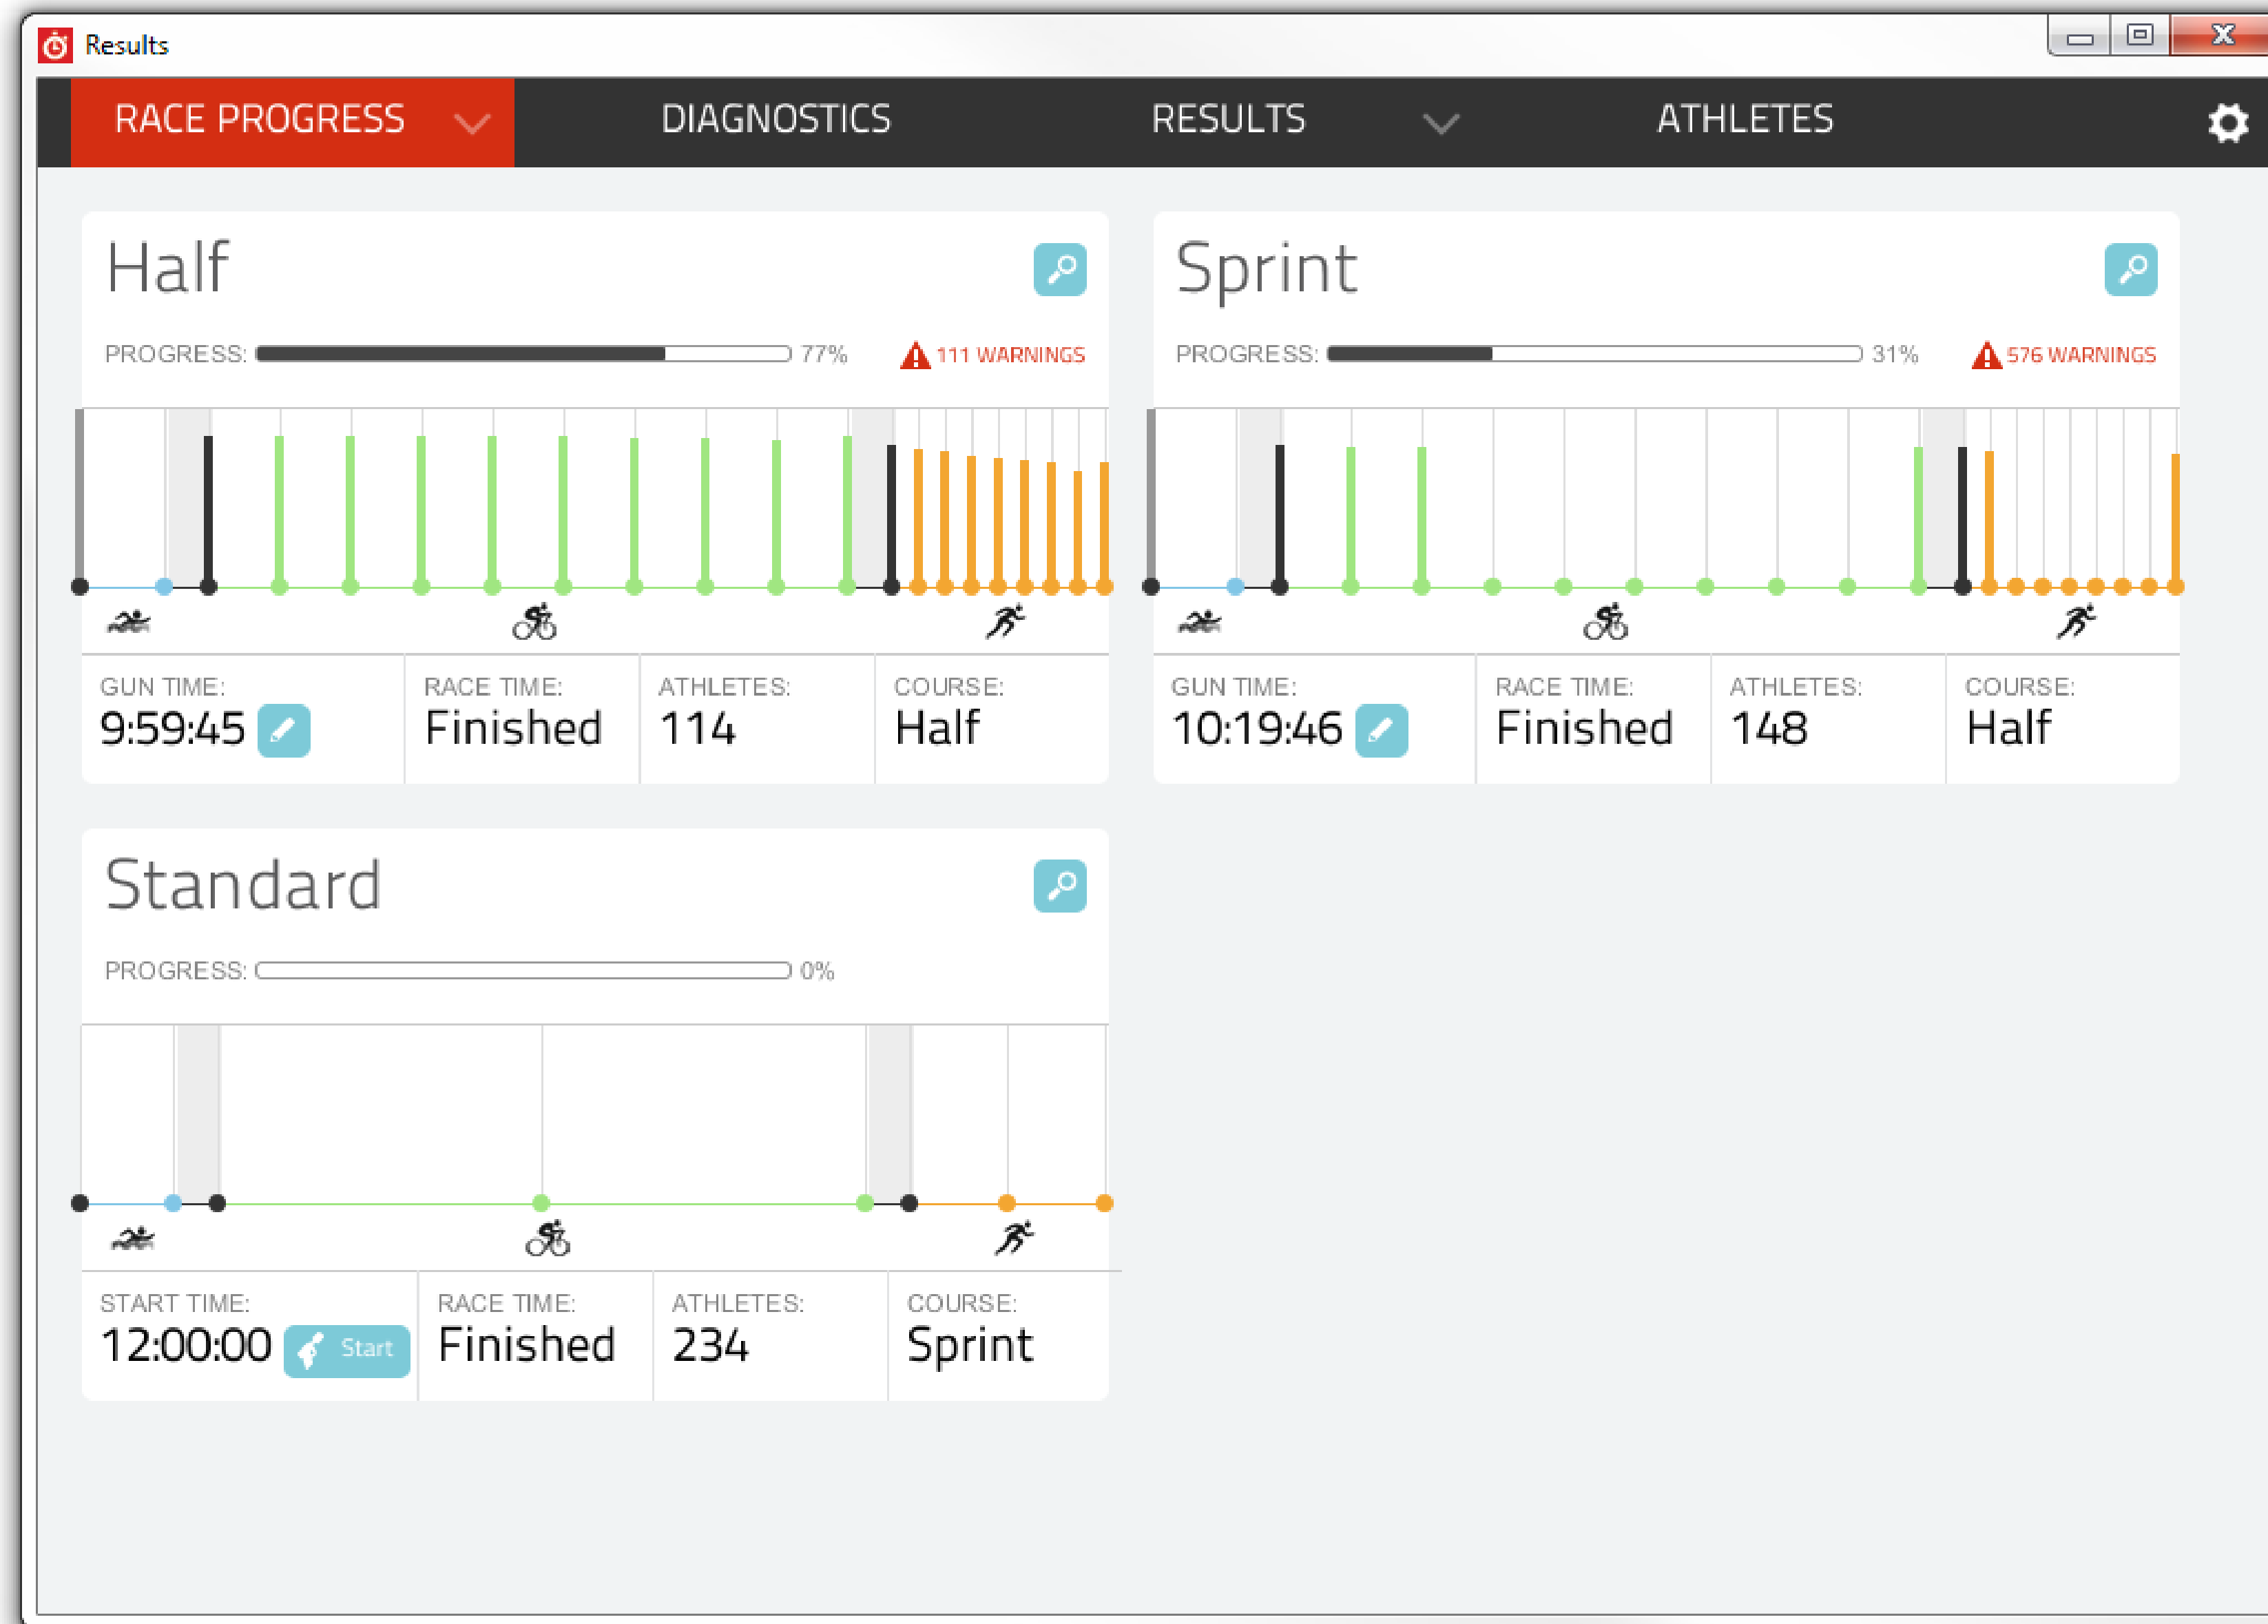 Results
RACE PROGRESS DIAGNOSTICS RESULTS ATHLETES
Half
PROGRESS: 77% 111 WARNINGS
GUN TIME: RACE TIME: ATHLETES: COURSE:
9:59:45 Finished 114 Half
Sprint
PROGRESS: 31% 576 WARNINGS
GUN TIME: RACE TIME: ATHLETES: COURSE:
10:19:46 Finished 148 Half
Standard
PROGRESS: 0%
START TIME: RACE TIME: ATHLETES: COURSE:
12:00:00 Start Finished 234 Sprint